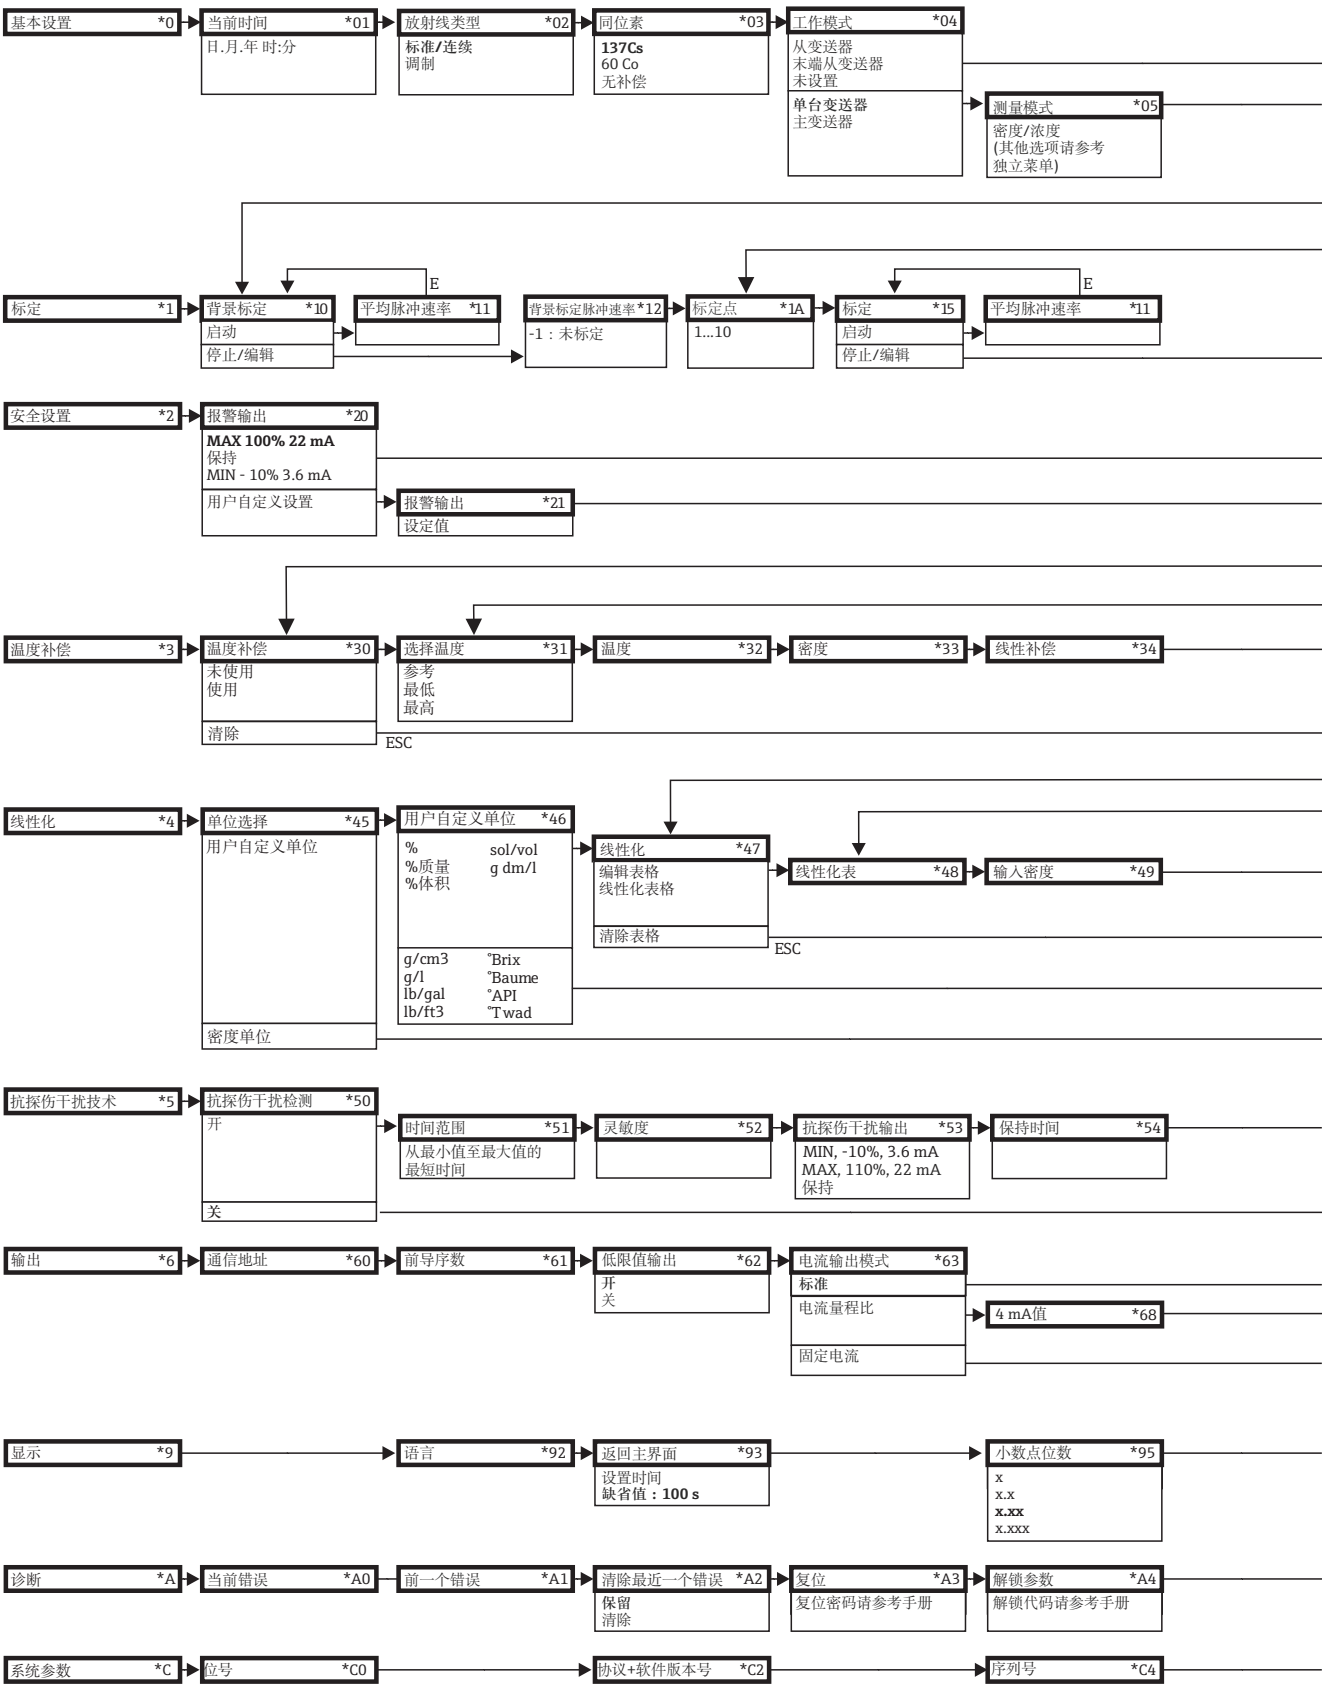 基本设置 *0
当前时间 *01
日.月.年 时:分
放射线类型 *02
标准/连续
调制
同位素 *03
137Cs
60 Co
无补偿
工作模式 *04
从变送器
末端从变送器
未设置
单台变送器
主变送器
测量模式 *05
密度/浓度
(其他选项请参考
独立菜单)
标定 *1
背景标定 *10
启动
停止/编辑
E
平均脉冲速率 *11
背景标定脉冲速率 *12
-1：未标定
标定点 *1A
1...10
标定 *15
启动
停止/编辑
E
平均脉冲速率 *11
安全设置 *2
报警输出 *20
MAX 100% 22 mA
保持
MIN - 10% 3.6 mA
用户自定义设置
报警输出 *21
设定值
温度补偿 *3
温度补偿 *30
未使用
使用
清除
ESC
选择温度 *31
参考
最低
最高
温度 *32
密度 *33
线性补偿 *34
线性化 *4
单位选择 *45
用户自定义单位
密度单位
用户自定义单位 *46
% sol/vol
%质量 g dm/l
%体积
g/cm3 °Brix
g/l °Baume
lb/gal °API
lb/ft3 °Twad
线性化 *47
编辑表格
线性化表格
清除表格
ESC
线性化表 *48
输入密度 *49
抗探伤干扰技术 *5
抗探伤干扰检测 *50
开
关
时间范围 *51
从最小值至最大值的
最短时间
灵敏度 *52
抗探伤干扰输出 *53
MIN, -10%, 3.6 mA
MAX, 110%, 22 mA
保持
保持时间 *54
输出 *6
通信地址 *60
前导序数 *61
低限值输出 *62
开
关
电流输出模式 *63
标准
电流量程比
固定电流
4 mA值 *68
显示 *9
语言 *92
返回主界面 *93
设置时间
缺省值：100 s
小数点位数 *95
x
x.x
x.xx
x.xxx
诊断 *A
当前错误 *A0
前一个错误 *A1
清除最近一个错误 *A2
保留
清除
复位 *A3
复位密码请参考手册
解锁参数 *A4
解锁代码请参考手册
系统参数 *C
位号 *C0
协议+软件版本号 *C2
序列号 *C4